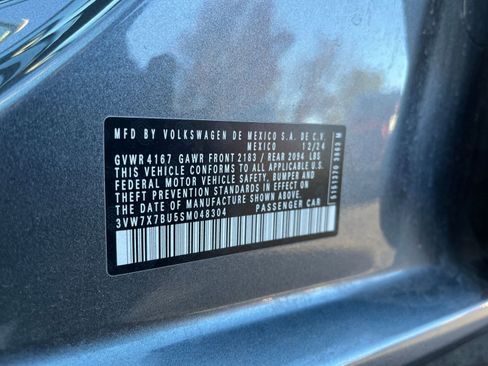 MFD BY VOLKSWAGEN DE MEXICO S.A. DE C.V.
MEXICO 12/24
GVWR 4167 GAWR FRONT 2183 / REAR 2054 LBS
THIS VEHICLE CONFORMS TO ALL APPLICABLE U.S.
FEDERAL MOTOR VEHICLE SAFETY, BUMPER AND
THEFT PREVENTION STANDARDS IN EFFECT ON
THE DATE OF MANUFACTURE SHOWN ABOVE.
3VW7X7BU5SM048304 PASSENGER CAR